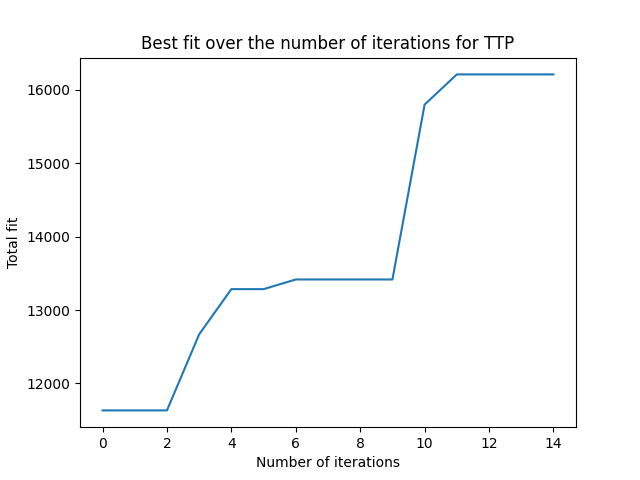 Best fit over the number of iterations for TTP
16000
15000
14000
13000
12000
Total fit
0 2 4 6 8 10 12 14
Number of iterations